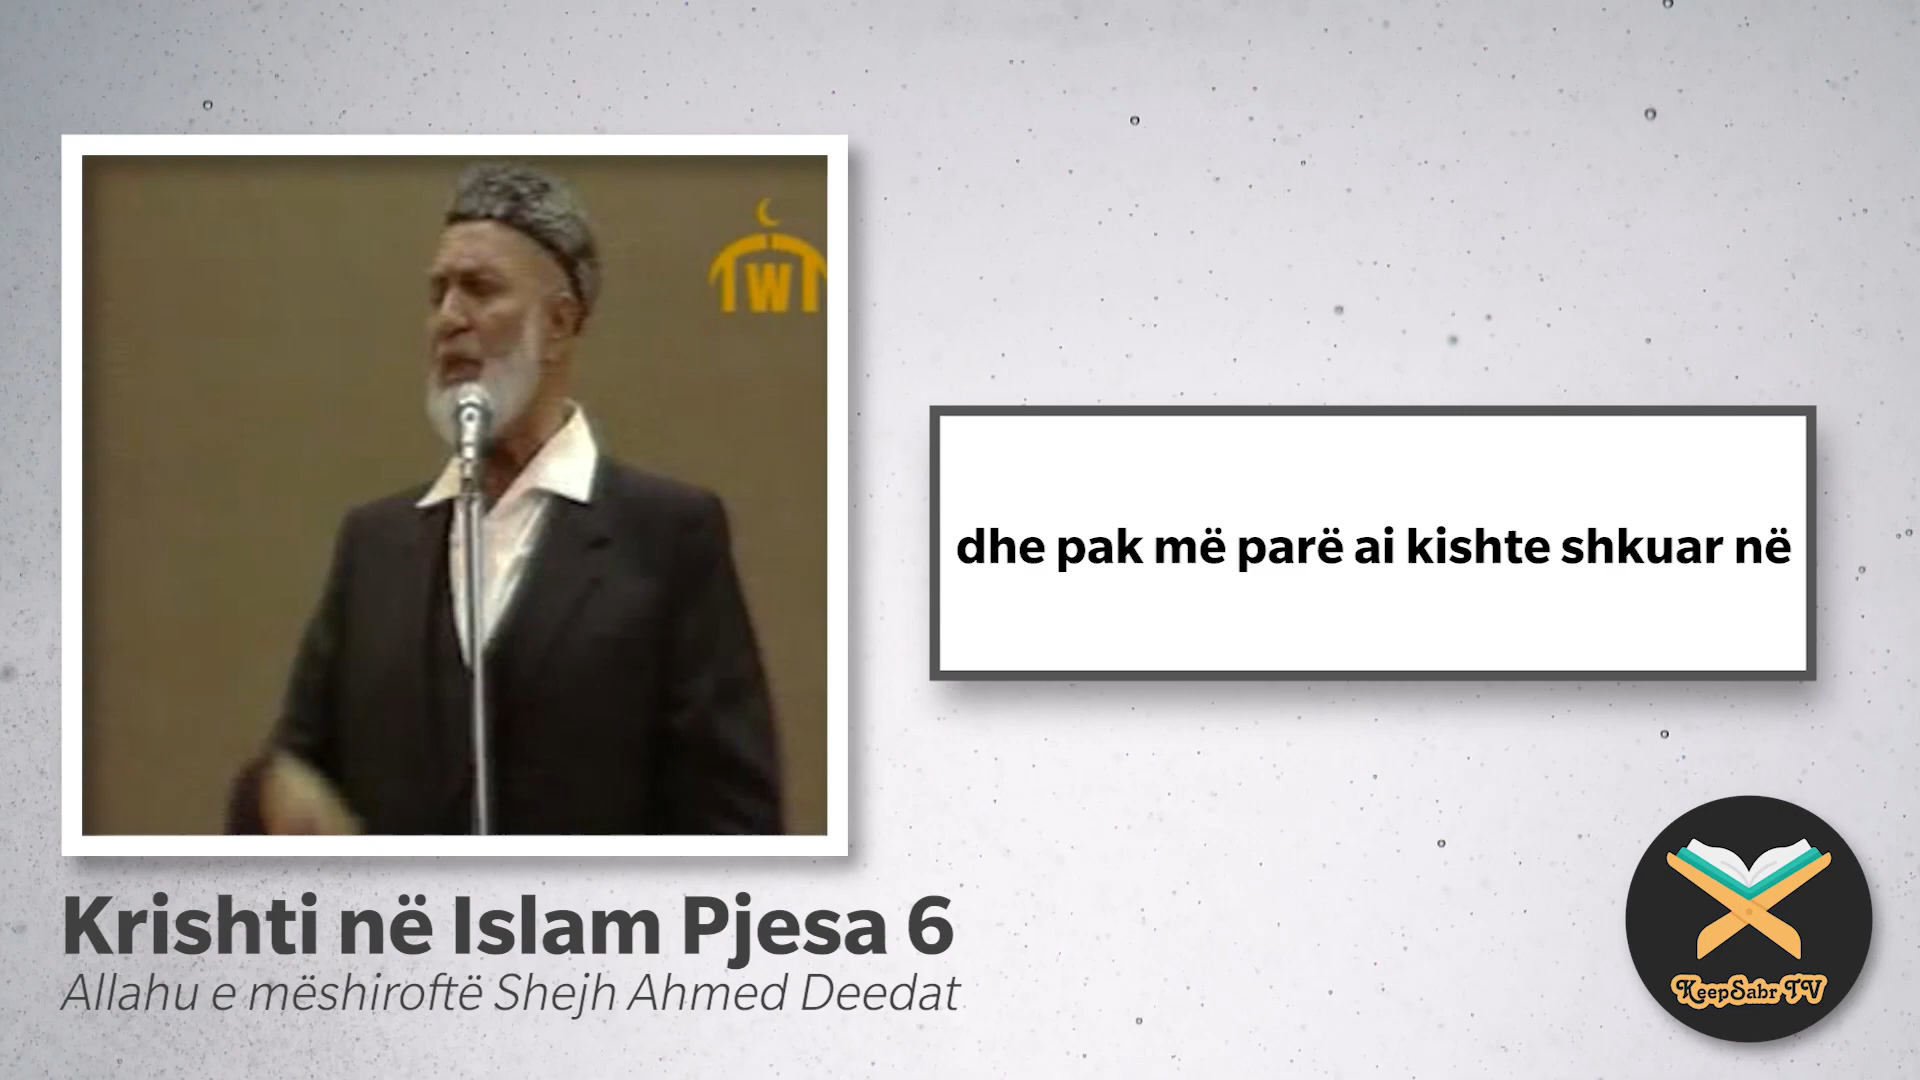 W
dhe pak më parë ai kishte shkuar në
Krishti në Islam Pjesa 6
Allahu e mëshiroftë Shejh Ahmed Deedat
KeepSabr TV